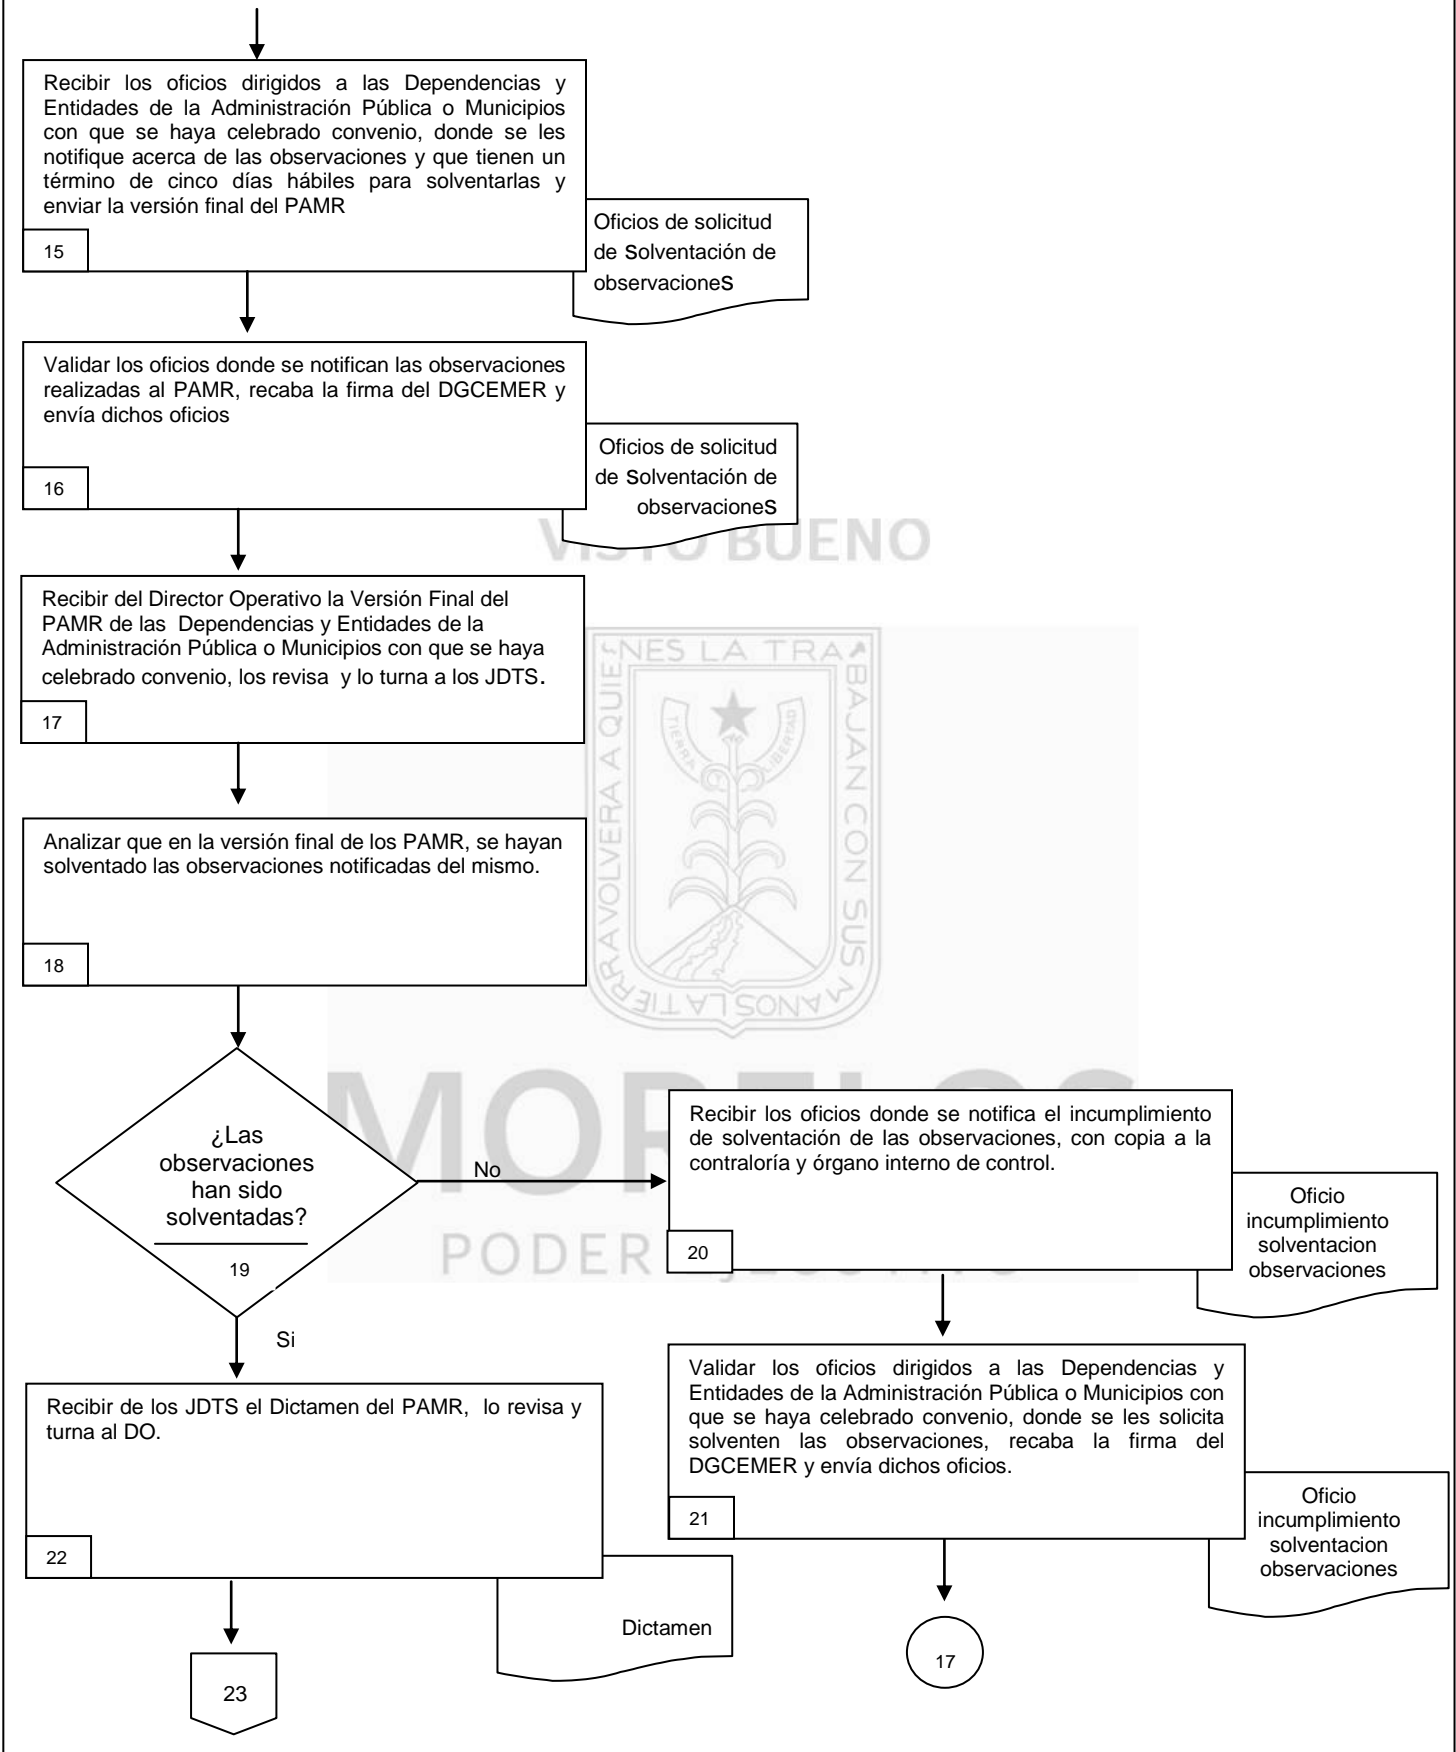 Recibir los oficios dirigidos a las Dependencias y
Entidades de la Administración Pública o Municipios
con que se haya celebrado convenio, donde se les
notifique acerca de las observaciones y que tienen un
término de cinco días hábiles para solventarlas y
enviar la versión final del PAMR
15
Oficios de solicitud
de Solventación de
observaciones
Validar los oficios donde se notifican las observaciones
realizadas al PAMR, recaba la firma del DGCEMER y
envía dichos oficios
16
Oficios de solicitud
de Solventación de
observaciones
VISTO BUENO
Recibir del Director Operativo la Versión Final del
PAMR de las Dependencias y Entidades de la
Administración Pública o Municipios con que se haya
celebrado convenio, los revisa y lo turna a los JDTS.
17
LA TIERRA VOLVERA A QUIENES LA TRABAJAN CON SUS MANOS
TIERRA
LIBERTAD
Analizar que en la versión final de los PAMR, se hayan
solventado las observaciones notificadas del mismo.
18
MORELOS
PODER EJECUTIVO
¿Las
observaciones
han sido
solventadas?
19
No
Recibir los oficios donde se notifica el incumplimiento
de solventación de las observaciones, con copia a la
contraloría y órgano interno de control.
20
Oficio
incumplimiento
solventacion
observaciones
Si
Validar los oficios dirigidos a las Dependencias y
Entidades de la Administración Pública o Municipios con
que se haya celebrado convenio, donde se les solicita
solventen las observaciones, recaba la firma del
DGCEMER y envía dichos oficios.
21
Oficio
incumplimiento
solventacion
observaciones
Recibir de los JDTS el Dictamen del PAMR, lo revisa y
turna al DO.
22
Dictamen
17
23